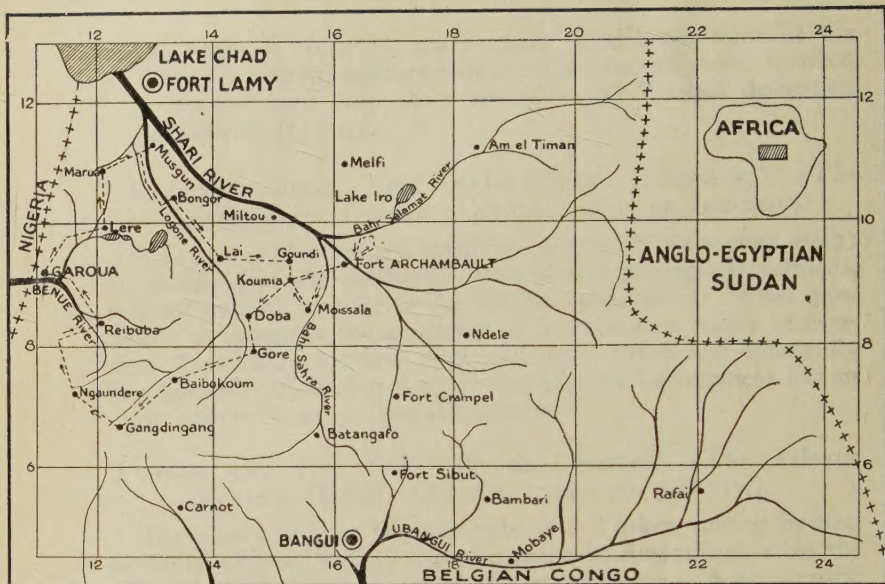 12
14
16
18
20
22
24
LAKE CHAD
FORT LAMY
12
12
AFRICA
SHARI RIVER
Musgun
Am el Timan
Marua
Melfi
Bongor
Lake Iro
Bahr Salamat River
NIGERIA
Miltou
10
10
Lere
Logone River
Lai
Goundi
Fort ARCHAMBAULT
ANGLO-EGYPTIAN
SUDAN
GAROUA
Koumia
BENUE River
Doba
Moissala
Reibuba
Ndele
8
8
Gore
Bahr Sahra River
Ngaundere
Baibokoum
Fort Crampel
Gangdingang
Batangafo
6
6
Fort Sibut
Bambari
Rafai
Carnot
BANGUI
UBANGUI River
Mobaye
12
14
18
20
22
24
BELGIAN CONGO